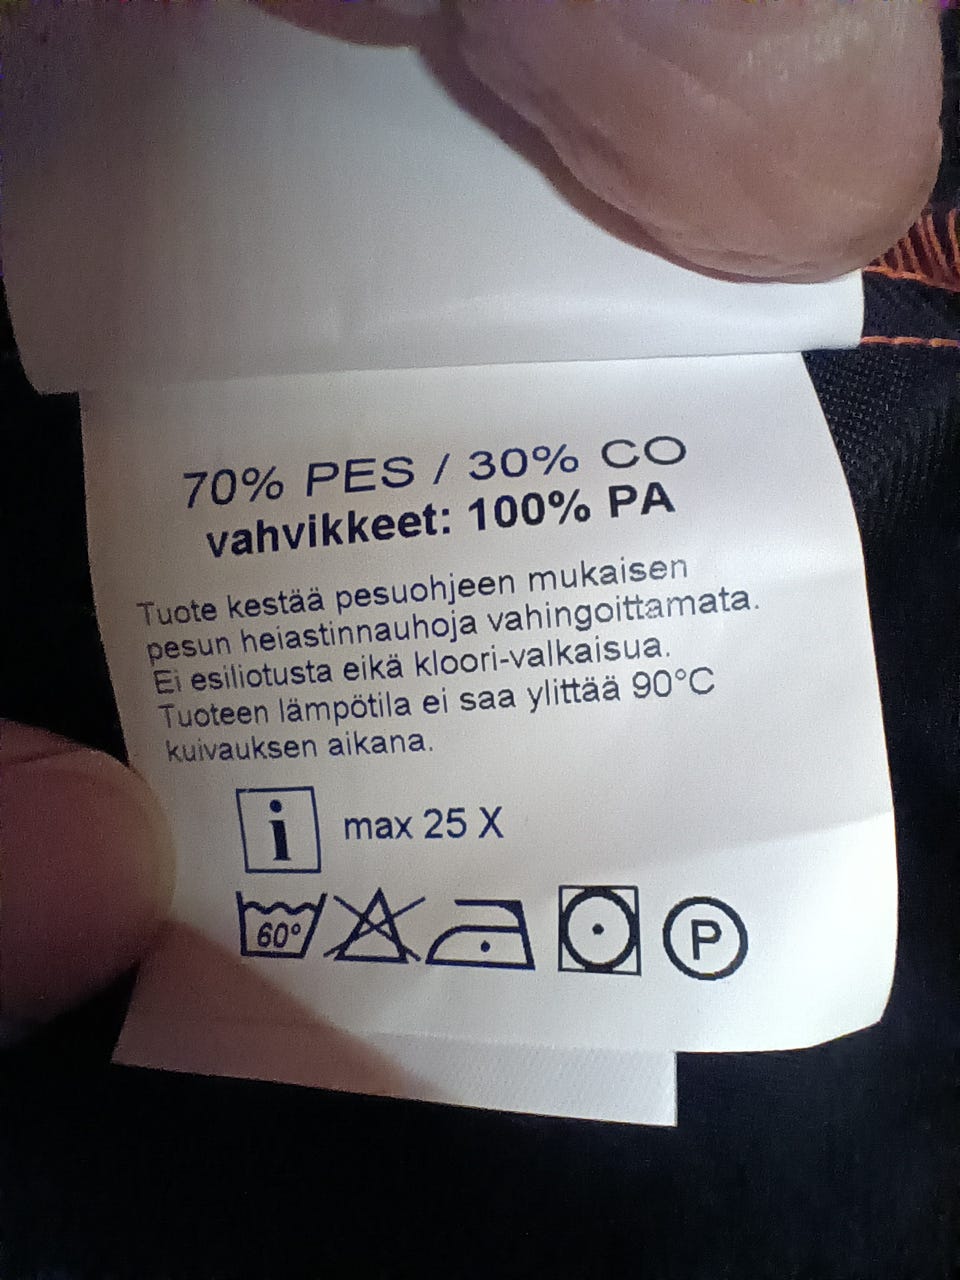 70% PES / 30% CO
vahvikkeet: 100% PA
Tuote kestää pesuohjeen mukaisen
pesun heiastinnauhoja vahingoittamata.
Ei esiliotusta eikä kloori-valkaisua.
Tuoteen lämpötila ei saa ylittää 90°C
kuivauksen aikana.
i max 25 X
60° P